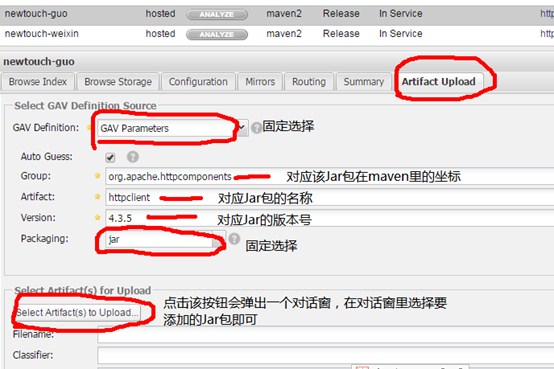 newtouch-guo hosted ANALYZE maven2 Release In Service
newtouch-weixin hosted ANALYZE maven2 Release In Service
newtouch-guo
Browse Index Browse Storage Configuration Mirrors Routing Summary Artifact Upload
Select GAV Definition Source
GAV Definition: GAV Parameters 固定选择
Auto Guess:
Group: org.apache.httpcomponents 对应该Jar包在maven里的坐标
Artifact: httpclient 对应Jar包的名称
Version: 4.3.5 对应Jar的版本号
Packaging: jar 固定选择
Select Artifact(s) for Upload
点击该按钮会弹出一个对话窗，在对话窗里选择要
Select Artifact(s) to Upload... 添加的Jar包即可
Filename:
Classifier: